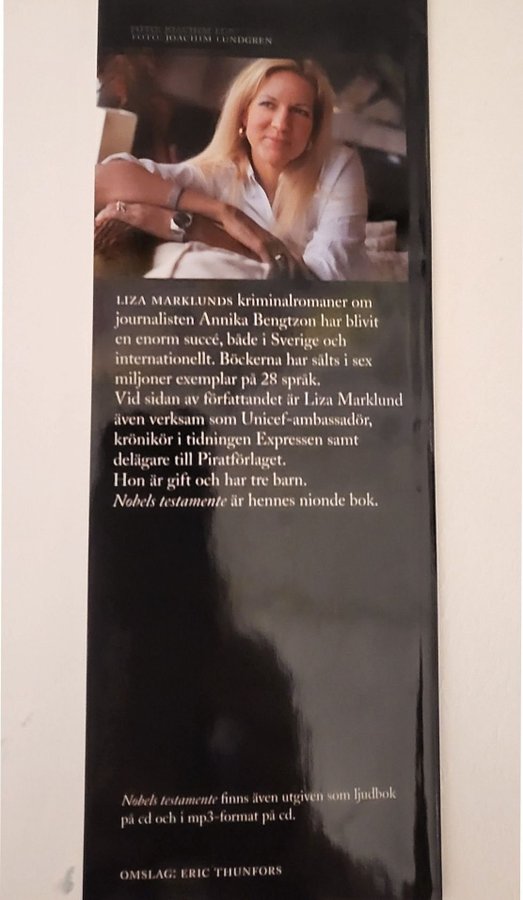 FOTO: JOACHIM LUNDGREN
LIZA MARKLUNDS kriminalromaner om
journalisten Annika Bengtzon har blivit
en enorm succé, både i Sverige och
internationellt. Böckerna har sålts i sex
miljoner exemplar på 28 språk.
Vid sidan av författandet är Liza Marklund
även verksam som Unicef-ambassadör,
krönikör i tidningen Expressen samt
delägare till Piratförlaget.
Hon är gift och har tre barn.
Nobels testamente är hennes nionde bok.
Nobels testamente finns även utgiven som ljudbok
på cd och i mp3-format på cd.
OMSLAG: ERIC THUNFORS